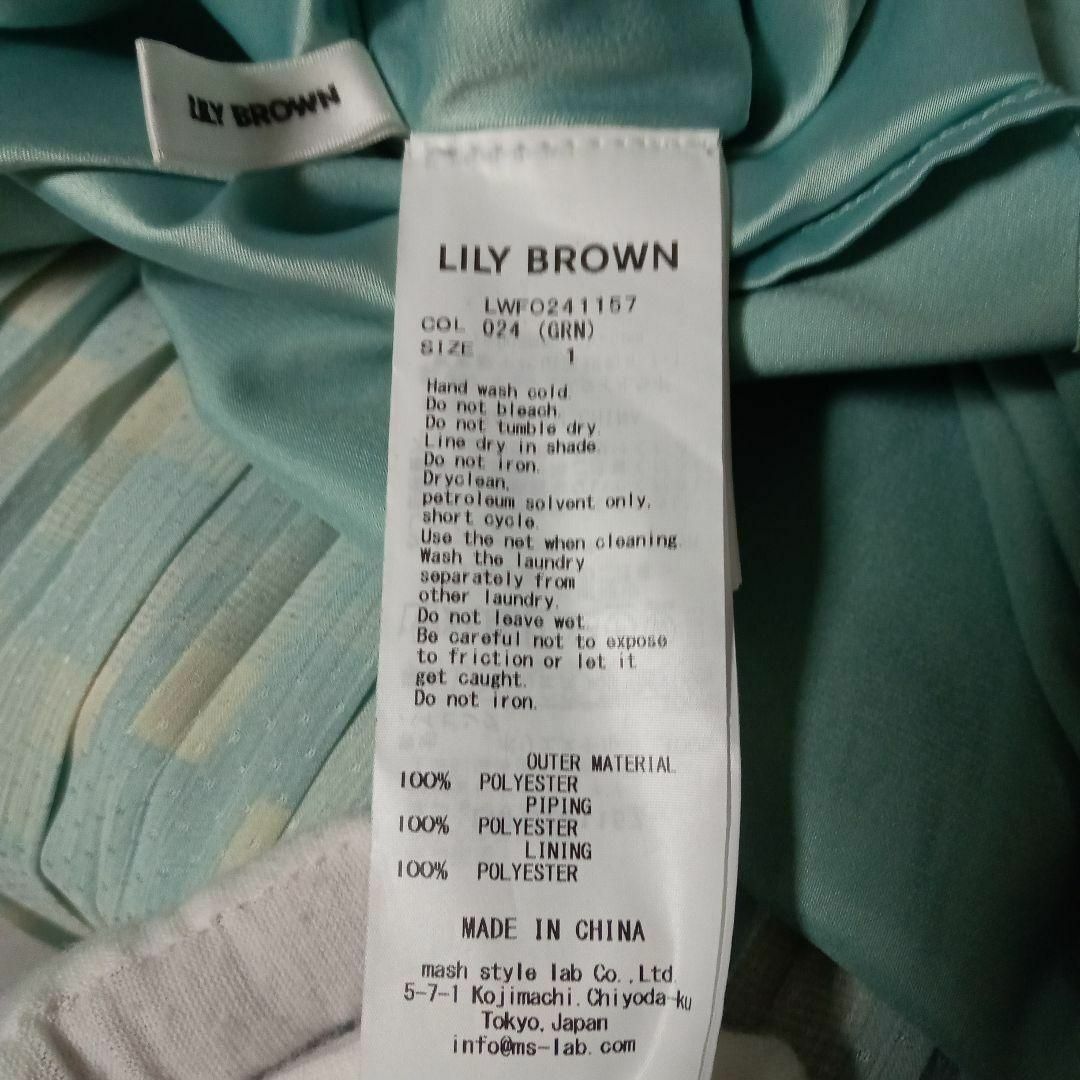 LILY BROWN
LILY BROWN
LWFO241157
COL 024 (GRN)
SIZE 1
Hand wash cold.
Do not bleach.
Do not tumble dry.
Line dry in shade.
Do not iron.
Dryclean,
petroleum solvent only,
short cycle.
Use the net when cleaning.
Wash the laundry
separately from
other laundry.
Do not leave wet.
Be careful not to expose
to friction or let it
get caught.
Do not iron.
OUTER MATERIAL
100% POLYESTER
PIPING
100% POLYESTER
LINING
100% POLYESTER
MADE IN CHINA
mash style lab Co.,Ltd.
5-7-1 Kojimachi.Chiyoda-ku
Tokyo, Japan
info@ms-lab.com